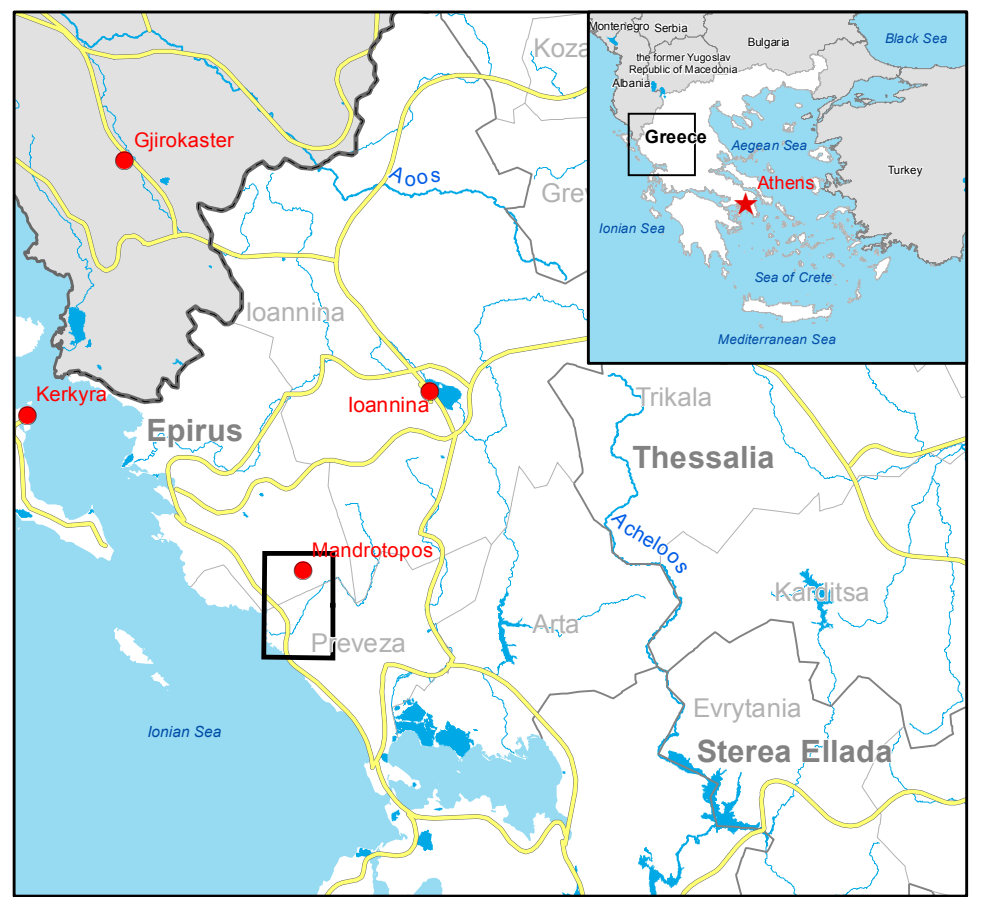 Montenegro
Serbia
Bulgaria
Black Sea
the former Yugoslav
Republic of Macedonia
Albania
Greece
Aegean Sea
Turkey
Athens
Ionian Sea
Sea of Crete
Mediterranean Sea
Koza
Gjirokaster
Aoos
Grev
Ioannina
Kerkyra
Ioannina
Epirus
Trikala
Thessalia
Acheloos
Mandrotopos
Karditsa
Arta
Preveza
Evrytania
Ionian Sea
Sterea Ellada